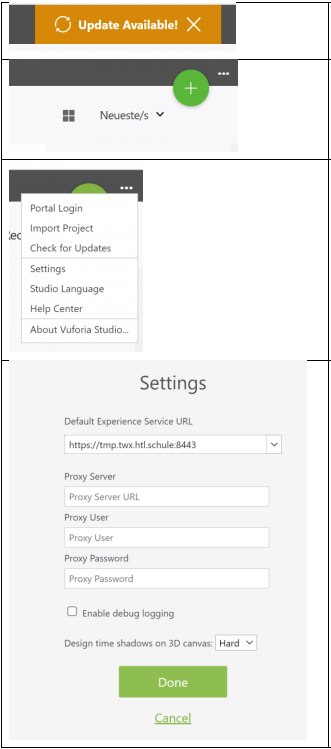 Update Available!
Neueste/s
Rec
Portal Login
Import Project
Check for Updates
Settings
Studio Language
Help Center
About Vuforia Studio...
Settings
Default Experience Service URL
https://tmp.twx.htl.schule:8443
Proxy Server
Proxy Server URL
Proxy User
Proxy User
Proxy Password
Proxy Password
Enable debug logging
Design time shadows on 3D canvas: Hard
Done
Cancel